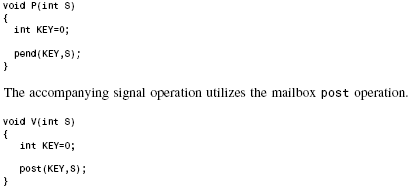 void P(int S)
{
int KEY=0;
pend(KEY,S);
}
The accompanying signal operation utilizes the mailbox post operation.
void V(int S)
{
int KEY=0;
post(KEY,S);
}